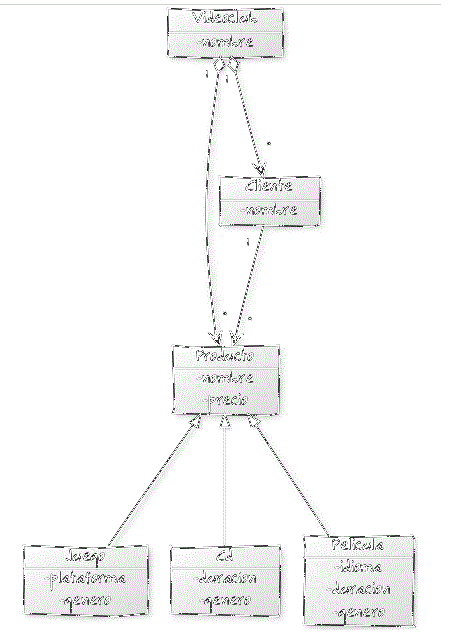 Videoclub
-nombre
1
1
*
Cliente
-nombre
1
*
*
Producto
-nombre
-precio
Juego
-plataforma
-genero
Cd
-duracion
-genero
Pelicula
-idioma
-duracion
-genero